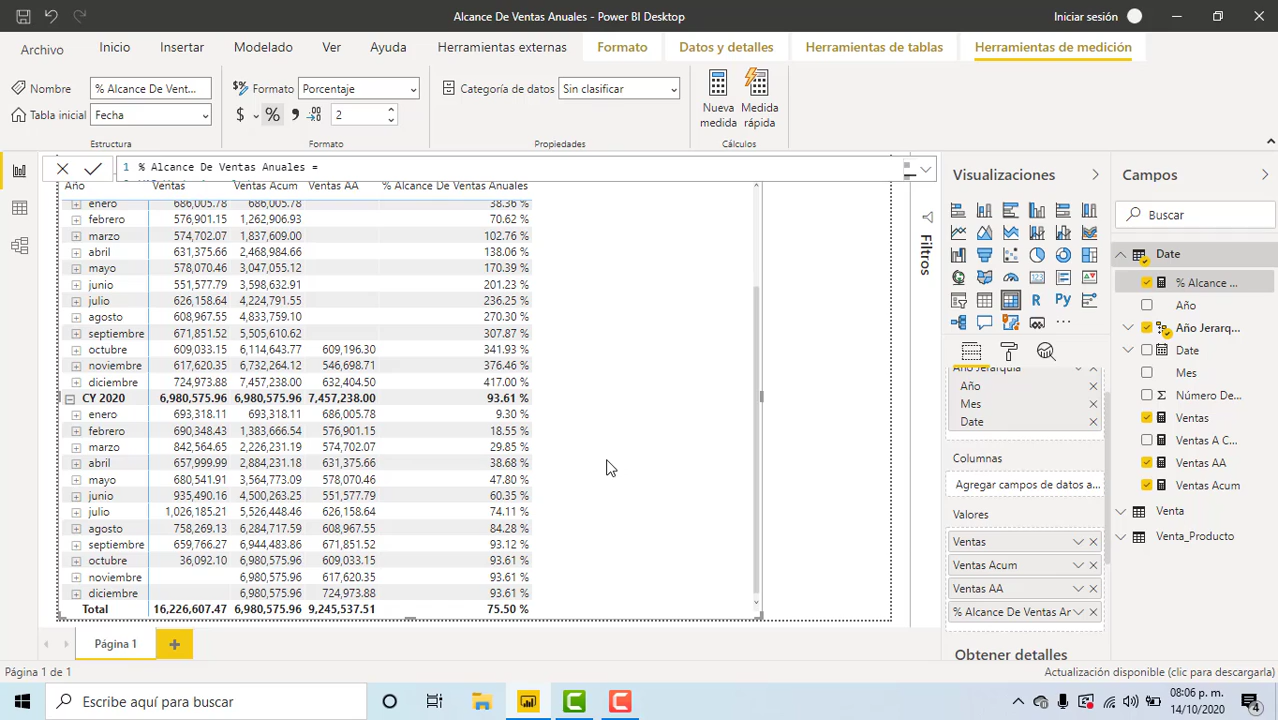 Alcance De Ventas Anuales - Power BI Desktop
Iniciar sesión
Archivo Inicio Insertar Modelado Ver Ayuda Herramientas externas Formato Datos y detalles Herramientas de tablas Herramientas de medición
Nombre % Alcance De Vent...
Tabla inicial Fecha
Estructura
Formato Porcentaje
$ % 2
Formato
Categoría de datos Sin clasificar
Propiedades
Nueva medida
Medida rápida
Cálculos
1 % Alcance De Ventas Anuales =
Año Ventas Ventas Acum Ventas AA % Alcance De Ventas Anuales
enero 686,005.78 686,005.78 38.36 %
febrero 576,901.15 1,262,906.93 70.62 %
marzo 574,702.07 1,837,609.00 102.76 %
abril 631,375.66 2,468,984.66 138.06 %
mayo 578,070.46 3,047,055.12 170.39 %
junio 551,577.79 3,598,632.91 201.23 %
julio 626,158.64 4,224,791.55 236.25 %
agosto 608,967.55 4,833,759.10 270.30 %
septiembre 671,851.52 5,505,610.62 307.87 %
octubre 609,033.15 6,114,643.77 609,196.30 341.93 %
noviembre 617,620.35 6,732,264.12 546,698.71 376.46 %
diciembre 724,973.88 7,457,238.00 632,404.50 417.00 %
CY 2020 6,980,575.96 6,980,575.96 7,457,238.00 93.61 %
enero 693,318.11 693,318.11 686,005.78 9.30 %
febrero 690,348.43 1,383,666.54 576,901.15 18.55 %
marzo 842,564.65 2,226,231.19 574,702.07 29.85 %
abril 657,999.99 2,884,231.18 631,375.66 38.68 %
mayo 680,541.91 3,564,773.09 578,070.46 47.80 %
junio 935,490.16 4,500,263.25 551,577.79 60.35 %
julio 1,026,185.21 5,526,448.46 626,158.64 74.11 %
agosto 758,269.13 6,284,717.59 608,967.55 84.28 %
septiembre 659,766.27 6,944,483.86 671,851.52 93.12 %
octubre 36,092.10 6,980,575.96 609,033.15 93.61 %
noviembre 6,980,575.96 617,620.35 93.61 %
diciembre 6,980,575.96 724,973.88 93.61 %
Total 16,226,607.47 6,980,575.96 9,245,537.51 75.50 %
Filtros
Visualizaciones
R
Py
Año Jerarquía
Año
Mes
Date
Columnas
Agregar campos de datos a...
Valores
Ventas
Ventas Acum
Ventas AA
% Alcance De Ventas Ar
Obtener detalles
Campos
Buscar
Date
% Alcance ...
Año
Año Jerarq...
Date
Mes
Número De...
Ventas
Ventas A C...
Ventas AA
Ventas Acum
Venta
Venta_Producto
Página 1
Página 1 de 1
Actualización disponible (clic para descargarla)
Escribe aquí para buscar
08:06 p. m.
14/10/2020
4